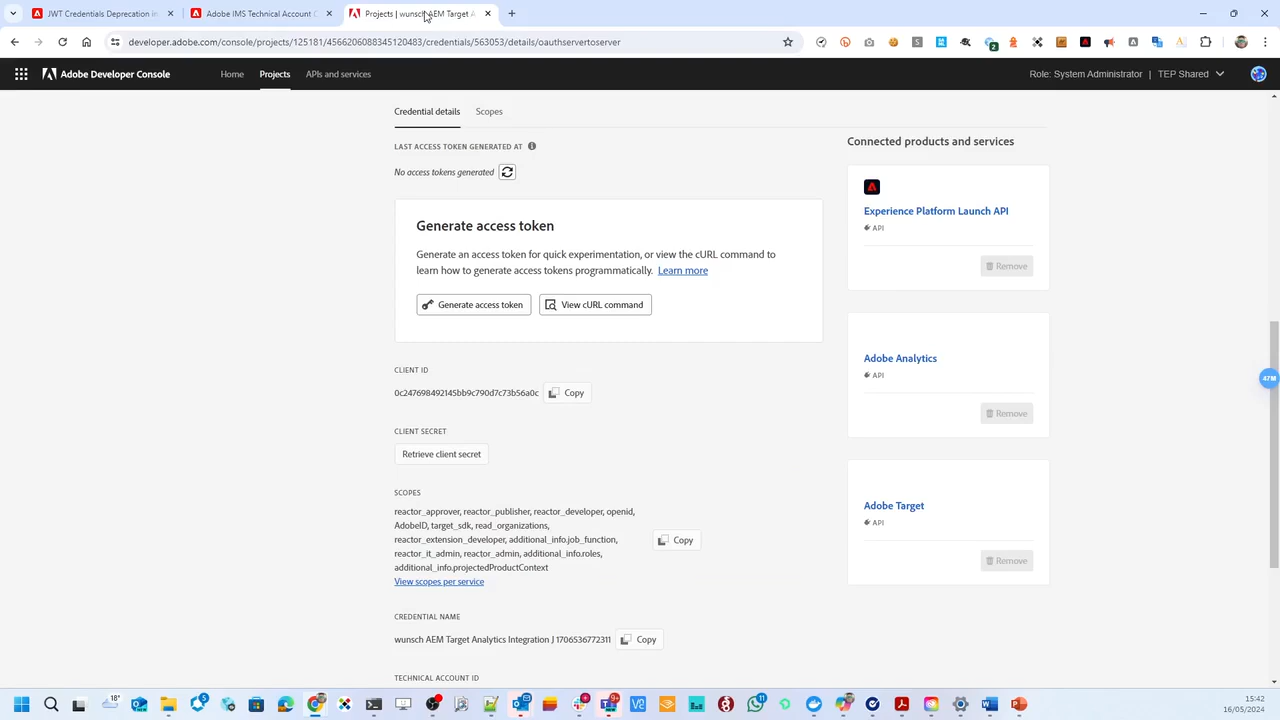 JWT Credentials Deprecation in
Adobe IMS Technical Account C
Projects | wunsch AEM Target A
developer.adobe.com/console/projects/125181/4566206088345120483/credentials/563053/details/oauthservertoserver
Adobe Developer Console
Home
Projects
APIs and services
Role: System Administrator | TEP Shared
Credential details
Scopes
LAST ACCESS TOKEN GENERATED AT
No access tokens generated
Generate access token
Generate an access token for quick experimentation, or view the cURL command to
learn how to generate access tokens programmatically. Learn more
Generate access token
View cURL command
CLIENT ID
0c247698492145bb9c790d7c73b56a0c
Copy
CLIENT SECRET
Retrieve client secret
SCOPES
reactor_approver, reactor_publisher, reactor_developer, openid,
AdobeID, target_sdk, read_organizations,
reactor_extension_developer, additional_info.job_function,
reactor_it_admin, reactor_admin, additional_info.roles,
additional_info.projectedProductContext
Copy
View scopes per service
CREDENTIAL NAME
wunsch AEM Target Analytics Integration J 1706536772311
Copy
TECHNICAL ACCOUNT ID
Connected products and services
Experience Platform Launch API
API
Remove
Adobe Analytics
API
Remove
Adobe Target
API
Remove
47M
18°
15:42
16/05/2024